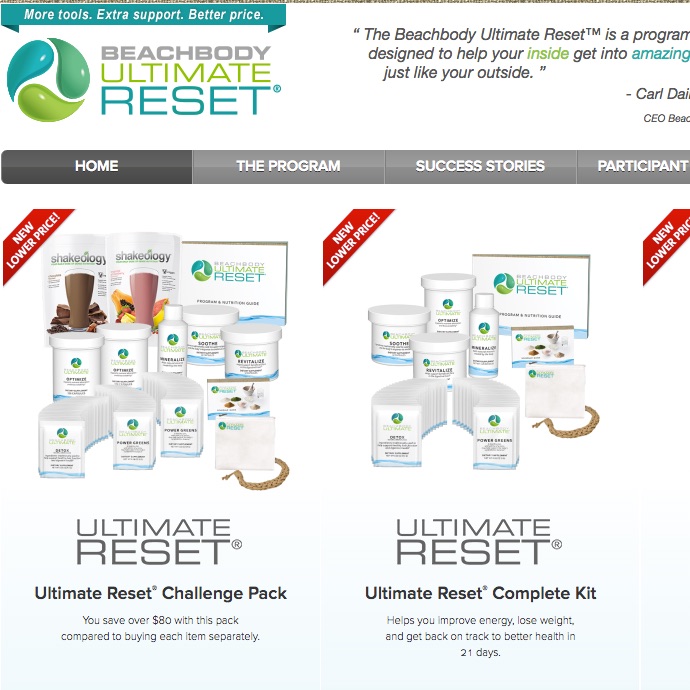 More tools. Extra support. Better price.
BEACHBODY
ULTIMATE
RESET®
“ The Beachbody Ultimate Reset™ is a program
designed to help your inside get into amazing
just like your outside. ”
- Carl Dai
CEO Beac
HOME
THE PROGRAM
SUCCESS STORIES
PARTICIPANT
NEW
LOWER PRICE!
shakeology
shakeology
BEACHBODY
ULTIMATE
RESET
PROGRAM & NUTRITION GUIDE
OPTIMIZE
OPTIMIZE
MINERALIZE
SOOTHE
REVITALIZE
DETOX
POWER GREENS
POWER GREENS
NEW
LOWER PRICE!
BEACHBODY
ULTIMATE
RESET
PROGRAM & NUTRITION GUIDE
SOOTHE
OPTIMIZE
MINERALIZE
REVITALIZE
DETOX
POWER GREENS
NEW
LOWER PRICE!
ULTIMATE
RESET®
Ultimate Reset® Challenge Pack
You save over $80 with this pack
compared to buying each item separately.
ULTIMATE
RESET®
Ultimate Reset® Complete Kit
Helps you improve energy, lose weight,
and get back on track to better health in
21 days.